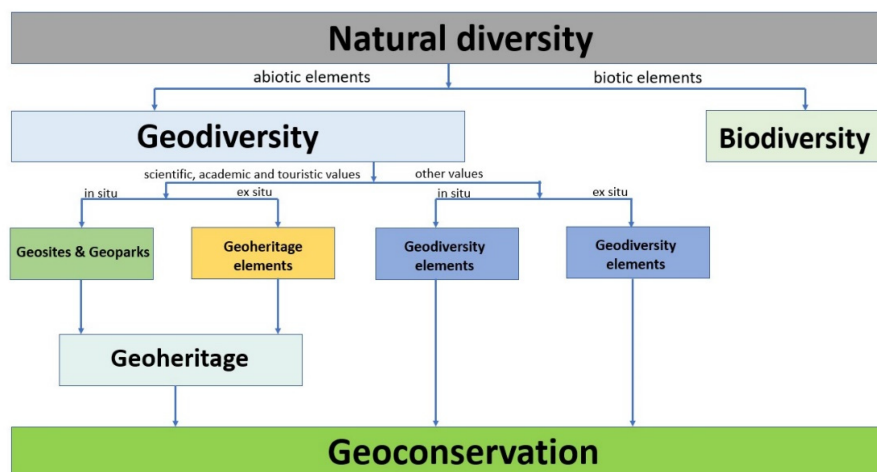 Natural diversity
abiotic elements
biotic elements
Geodiversity
Biodiversity
scientific, academic and touristic values
other values
in situ
ex situ
in situ
ex situ
Geosites & Geoparks
Geoheritage
elements
Geodiversity
elements
Geodiversity
elements
Geoheritage
Geoconservation